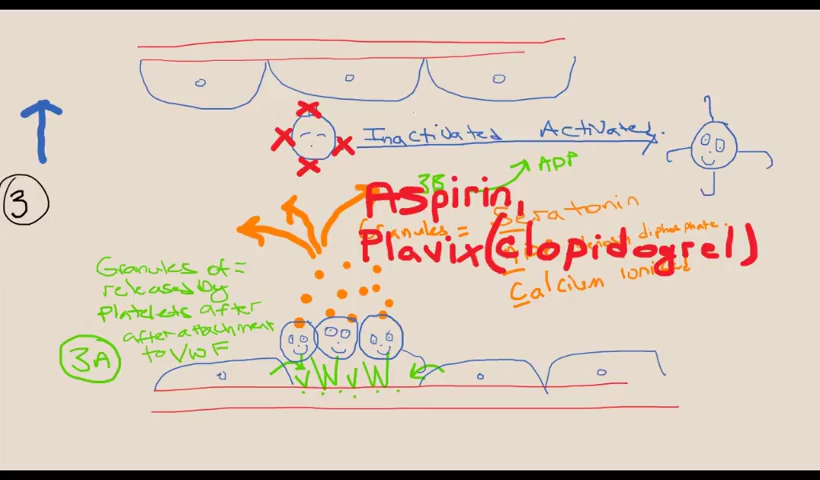 Inactivated Activated.
ADP
3B
3
Aspirin,
Seratonin
Granules =
diphosphate.
Plavix (Clopidogrel)
Calcium ionized
Granules of =
released by
Platelets after
after attachment
to VWF
3A
VWVW